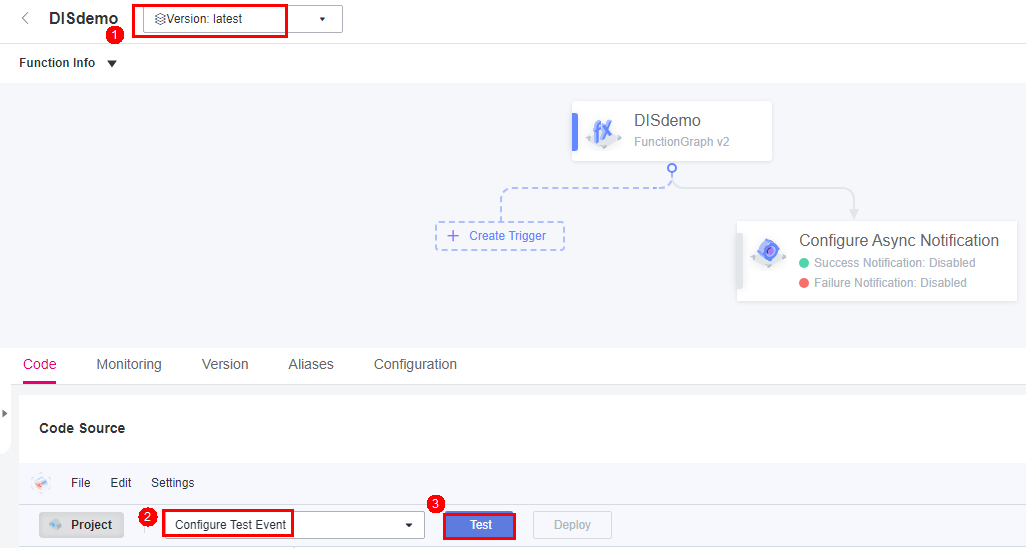 DISdemo
Version: latest
1
Function Info
DISdemo
FunctionGraph v2
Create Trigger
Configure Async Notification
Success Notification: Disabled
Failure Notification: Disabled
Code Monitoring Version Aliases Configuration
Code Source
File Edit Settings
Project
2
Configure Test Event
3
Test
Deploy